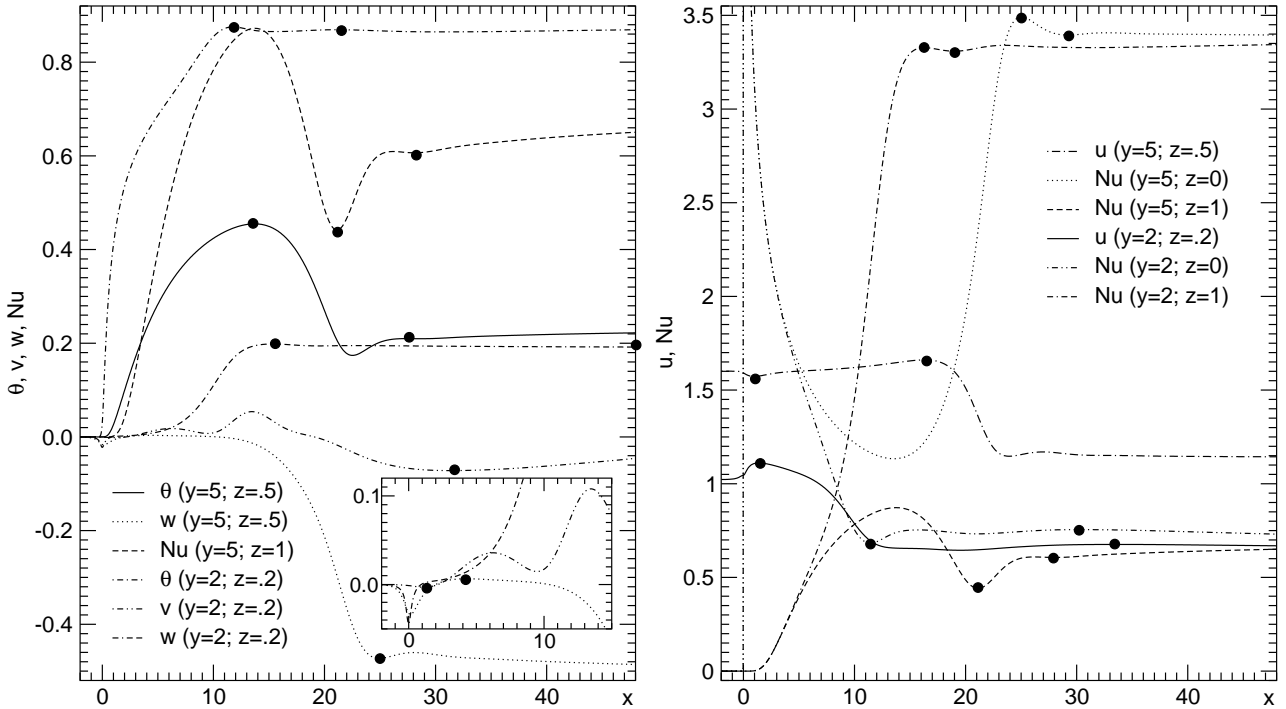 0.8
0.6
0.4
0.2
0.0
-0.2
-0.4
θ, v, w, Nu
θ (y=5; z=.5)
w (y=5; z=.5)
Nu (y=5; z=1)
θ (y=2; z=.2)
v (y=2; z=.2)
w (y=2; z=.2)
0.1
0.0
0 10
0 10 20 30 40 x
3.5
3
2.5
2
1.5
1
0.5
0
u, Nu
u (y=5; z=.5)
Nu (y=5; z=0)
Nu (y=5; z=1)
u (y=2; z=.2)
Nu (y=2; z=0)
Nu (y=2; z=1)
0 10 20 30 40 x